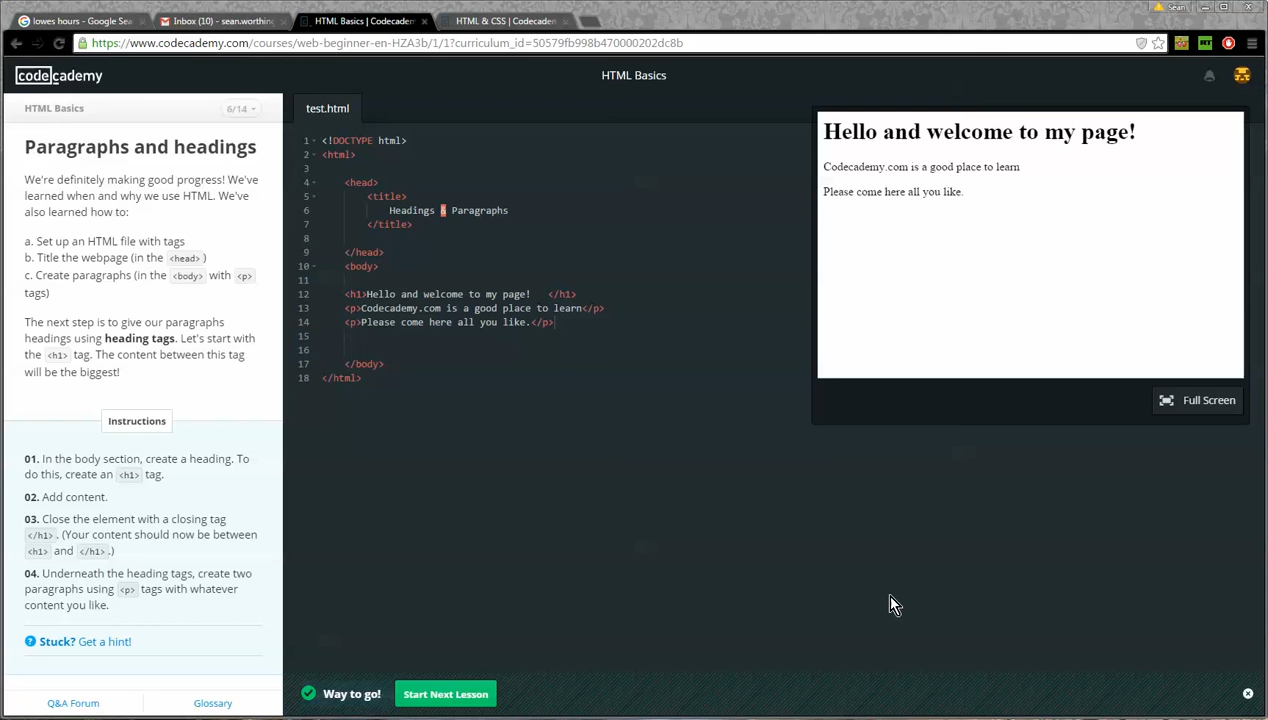 lowes hours - Google Sea
Inbox (10) - sean.worthing
HTML Basics | Codecadem
HTML & CSS | Codecadem
Sean
https://www.codecademy.com/courses/web-beginner-en-HZA3b/1/1?curriculum_id=50579fb998b470000202dc8b
codecademy
HTML Basics
HTML Basics
6/14
test.html
Paragraphs and headings
We're definitely making good progress! We've
learned when and why we use HTML. We've
also learned how to:
a. Set up an HTML file with tags
b. Title the webpage (in the <head>)
c. Create paragraphs (in the <body> with <p>
tags)
The next step is to give our paragraphs
headings using heading tags. Let's start with
the <h1> tag. The content between this tag
will be the biggest!
Instructions
01. In the body section, create a heading. To
do this, create an <h1> tag.
02. Add content.
03. Close the element with a closing tag
</h1>. (Your content should now be between
<h1> and </h1>.)
04. Underneath the heading tags, create two
paragraphs using <p> tags with whatever
content you like.
? Stuck? Get a hint!
Q&A Forum
Glossary
1 <!DOCTYPE html>
2 <html>
3
4 <head>
5 <title>
6 Headings & Paragraphs
7 </title>
8
9 </head>
10 <body>
11
12 <h1>Hello and welcome to my page! </h1>
13 <p>Codecademy.com is a good place to learn</p>
14 <p>Please come here all you like.</p>
15
16
17 </body>
18 </html>
Hello and welcome to my page!
Codecademy.com is a good place to learn
Please come here all you like.
Full Screen
Way to go!
Start Next Lesson